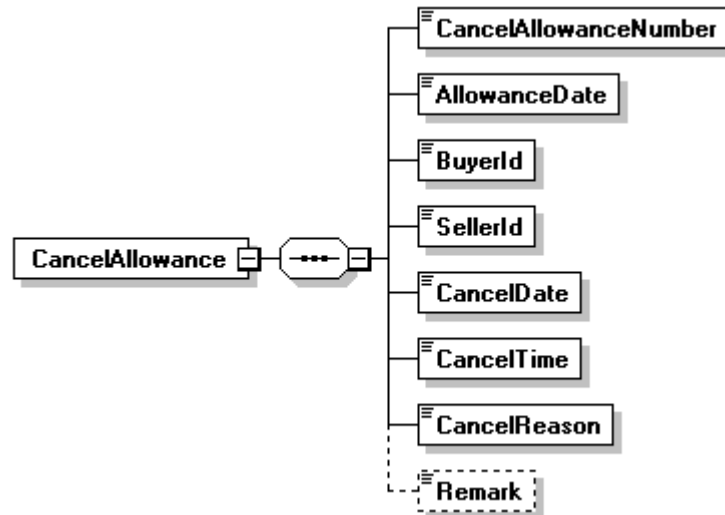 CancelAllowanceNumber
AllowanceDate
BuyerId
SellerId
CancelAllowance
CancelDate
CancelTime
CancelReason
Remark